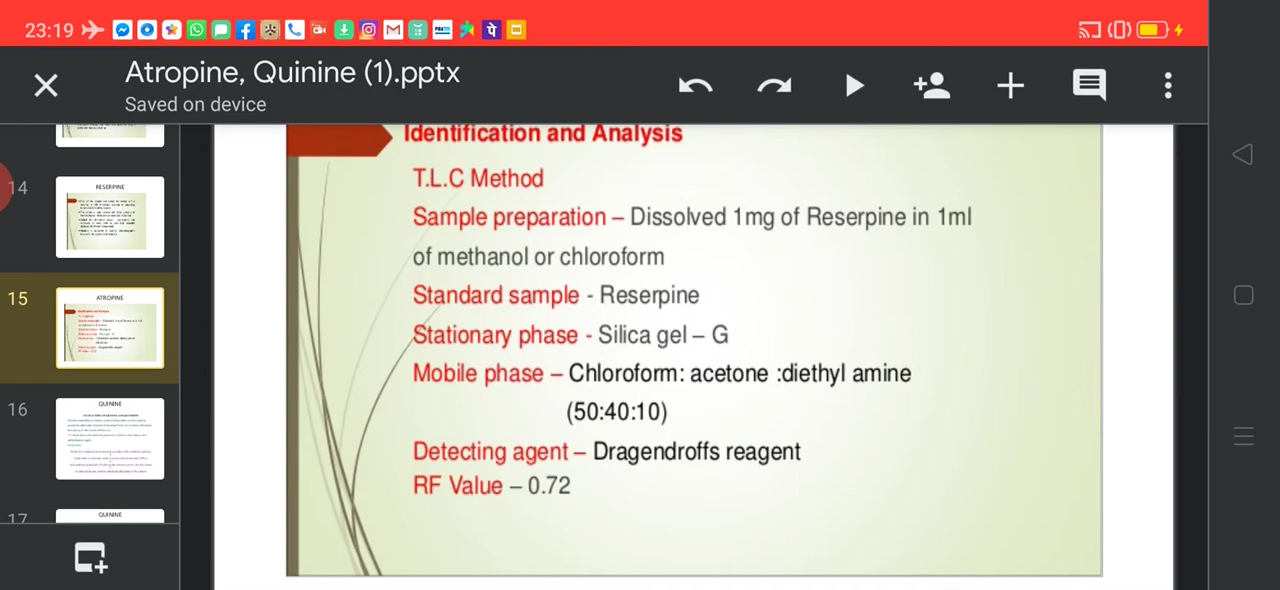 23:19
Atropine, Quinine (1).pptx
Saved on device
14
RESERPINE
15
ATROPINE
16
QUININE
17
QUININE
Identification and Analysis
T.L.C Method
Sample preparation – Dissolved 1mg of Reserpine in 1ml
of methanol or chloroform
Standard sample - Reserpine
Stationary phase - Silica gel – G
Mobile phase – Chloroform: acetone :diethyl amine
(50:40:10)
Detecting agent – Dragendroffs reagent
RF Value – 0.72